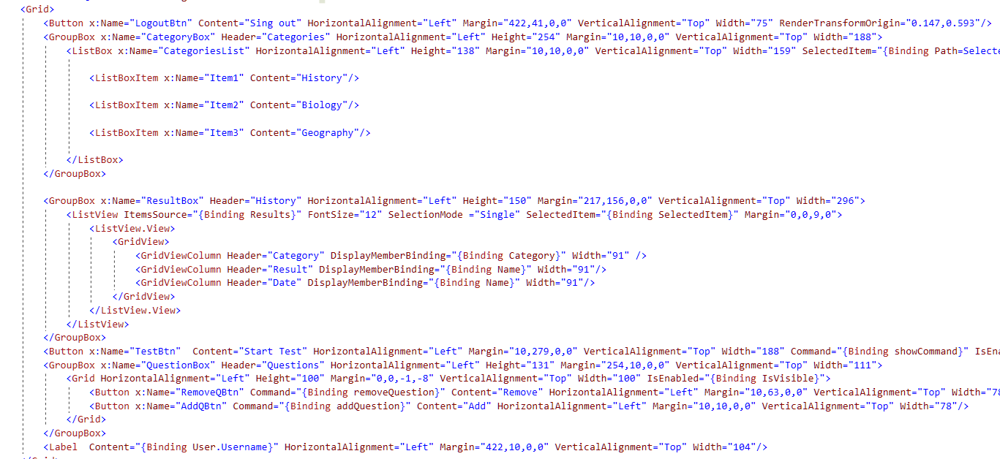 <Grid>
<Button x:Name="LogoutBtn" Content="Sing out" HorizontalAlignment="Left" Margin="422,41,0,0" VerticalAlignment="Top" Width="75" RenderTransformOrigin="0.147,0.593"/>
<GroupBox x:Name="CategoryBox" Header="Categories" HorizontalAlignment="Left" Height="254" Margin="10,10,0,0" VerticalAlignment="Top" Width="188">
<ListBox x:Name="CategoriesList" HorizontalAlignment="Left" Height="138" Margin="10,10,0,0" VerticalAlignment="Top" Width="159" SelectedItem="{Binding Path=Selecte
<ListBoxItem x:Name="Item1" Content="History"/>
<ListBoxItem x:Name="Item2" Content="Biology"/>
<ListBoxItem x:Name="Item3" Content="Geography"/>
</ListBox>
</GroupBox>
<GroupBox x:Name="ResultBox" Header="History" HorizontalAlignment="Left" Height="150" Margin="217,156,0,0" VerticalAlignment="Top" Width="296">
<ListView ItemsSource="{Binding Results}" FontSize="12" SelectionMode ="Single" SelectedItem="{Binding SelectedItem}" Margin="0,0,9,0">
<ListView.View>
<GridView>
<GridViewColumn Header="Category" DisplayMemberBinding="{Binding Category}" Width="91" />
<GridViewColumn Header="Result" DisplayMemberBinding="{Binding Name}" Width="91"/>
<GridViewColumn Header="Date" DisplayMemberBinding="{Binding Name}" Width="91"/>
</GridView>
</ListView.View>
</ListView>
</GroupBox>
<Button x:Name="TestBtn"  Content="Start Test" HorizontalAlignment="Left" Margin="10,279,0,0" VerticalAlignment="Top" Width="188" Command="{Binding showCommand}" IsEna
<GroupBox x:Name="QuestionBox" Header="Questions" HorizontalAlignment="Left" Height="131" Margin="254,10,0,0" VerticalAlignment="Top" Width="111">
<Grid HorizontalAlignment="Left" Height="100" Margin="0,0,-1,-8" VerticalAlignment="Top" Width="100" IsEnabled="{Binding IsVisible}">
<Button x:Name="RemoveQBtn" Command="{Binding removeQuestion}" Content="Remove" HorizontalAlignment="Left" Margin="10,63,0,0" VerticalAlignment="Top" Width="78
<Button x:Name="AddQBtn" Command="{Binding addQuestion}" Content="Add" HorizontalAlignment="Left" Margin="10,10,0,0" VerticalAlignment="Top" Width="78"/>
</Grid>
</GroupBox>
<Label  Content="{Binding User.Username}" HorizontalAlignment="Left" Margin="422,10,0,0" VerticalAlignment="Top" Width="104"/>